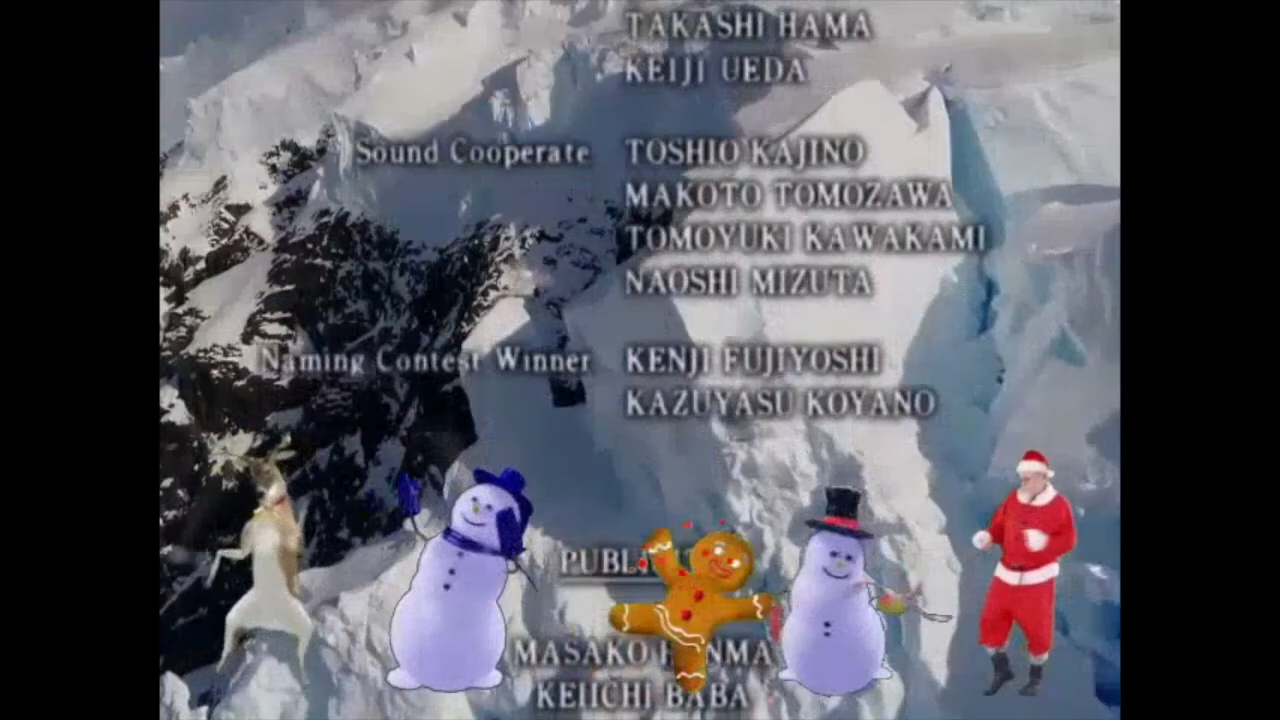 TAKASHI HAMA
KEIJI UEDA
Sound Cooperate TOSHIO KAJINO
MAKOTO TOMOZAWA
TOMOYUKI KAWAKAMI
NAOSHI MIZUTA
Naming Contest Winner KENJI FUJIYOSHI
KAZUYASU KOYANO
MASAKO
KEIICHI BABA